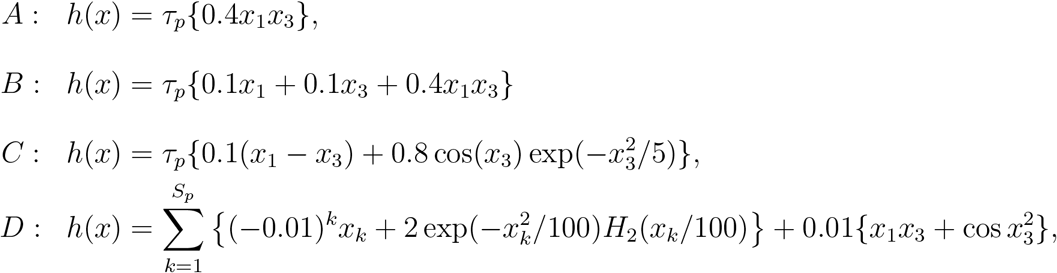 A : h(x) = τ_p{0.4x_1x_3},
B : h(x) = τ_p{0.1x_1 + 0.1x_3 + 0.4x_1x_3}
C : h(x) = τ_p{0.1(x_1 − x_3) + 0.8 cos(x_3) exp(−x_3^2/5)},
D : h(x) = \sum_{k=1}^{S_p} {(−0.01)^k x_k + 2 exp(−x_k^2/100)H_2(x_k/100)} + 0.01{x_1x_3 + cos x_3^2},